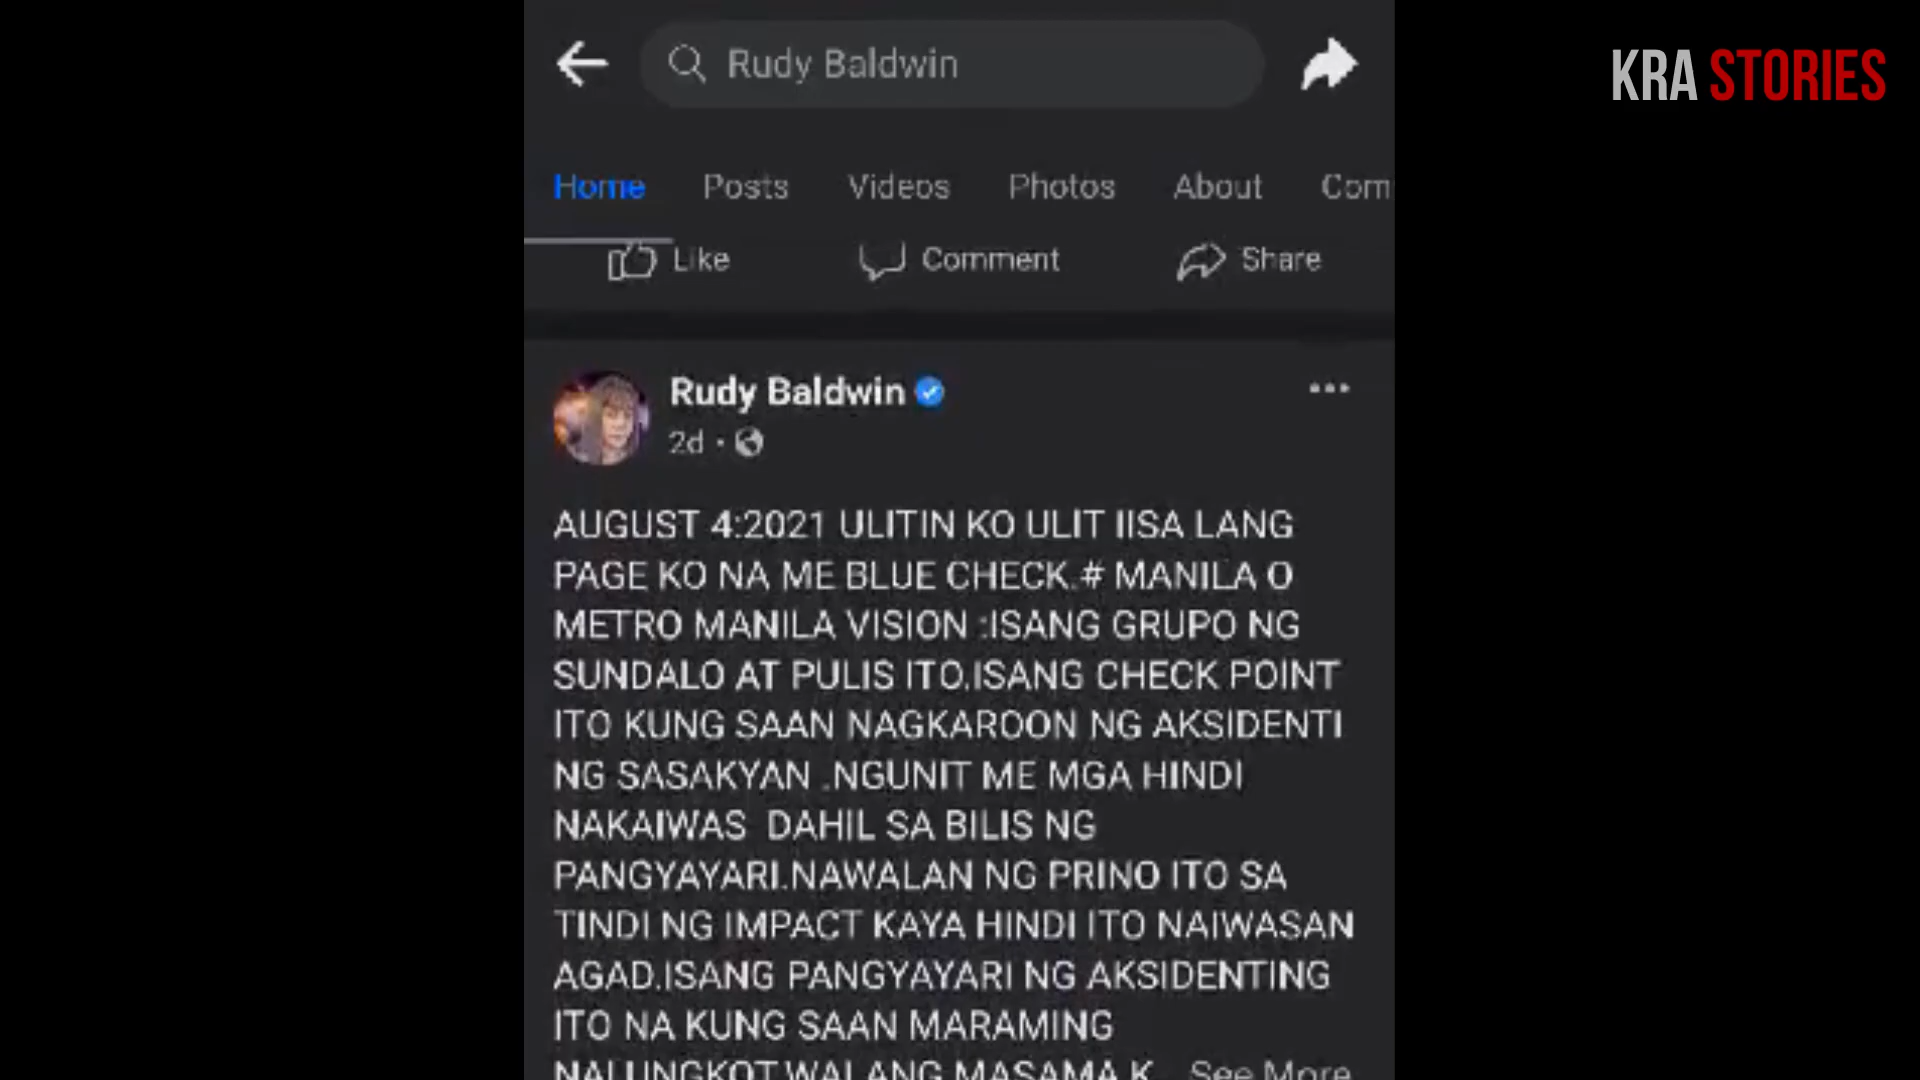 Rudy Baldwin
KRA STORIES
Home Posts Videos Photos About Com
Like Comment Share
Rudy Baldwin
2d
AUGUST 4:2021 ULITIN KO ULIT IISA LANG
PAGE KO NA ME BLUE CHECK.# MANILA O
METRO MANILA VISION :ISANG GRUPO NG
SUNDALO AT PULIS ITO.ISANG CHECK POINT
ITO KUNG SAAN NAGKAROON NG AKSIDENTI
NG SASAKYAN .NGUNIT ME MGA HINDI
NAKAIWAS DAHIL SA BILIS NG
PANGYAYARI.NAWALAN NG PRINO ITO SA
TINDI NG IMPACT KAYA HINDI ITO NAIWASAN
AGAD.ISANG PANGYAYARI NG AKSIDENTING
ITO NA KUNG SAAN MARAMING
NALUNGKOT.WALANG MASAMA K... See More